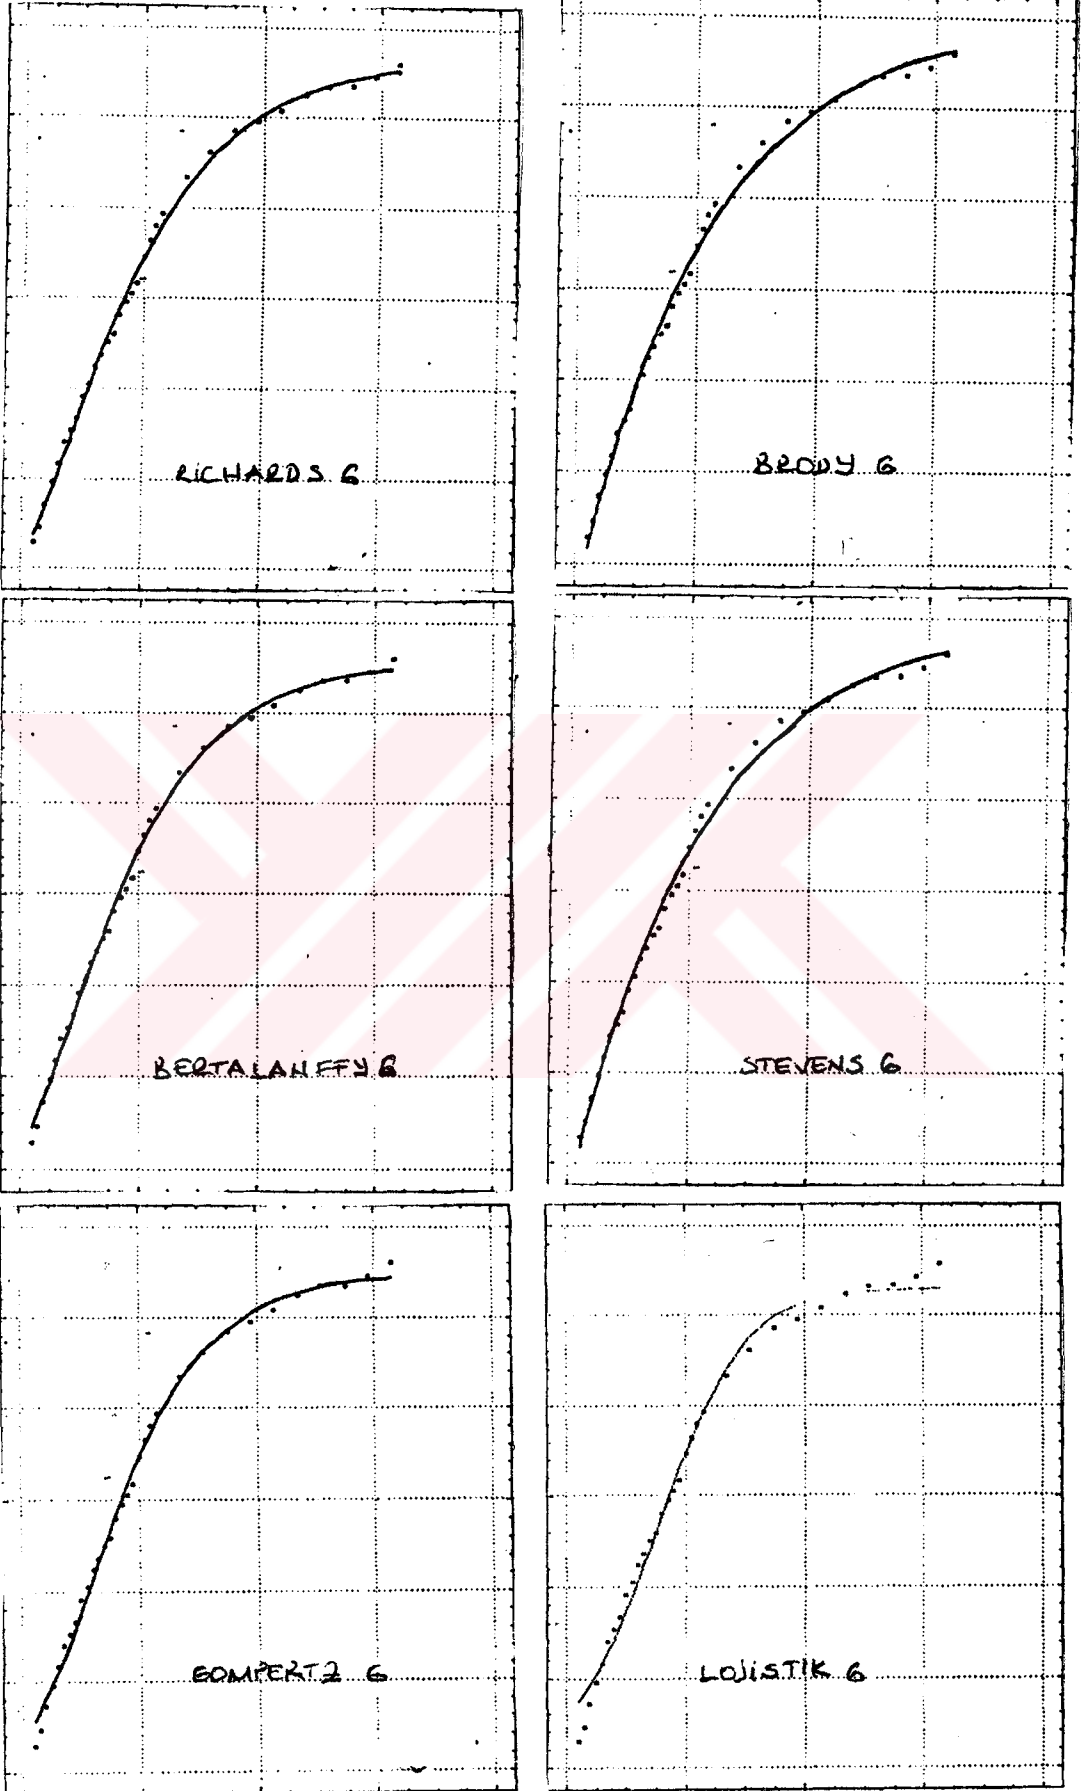 RiCHARDS 6
BRODY 6
BERTALANFFY 6
STEVENS 6
GOMPERTZ 6
LOJiSTiK 6